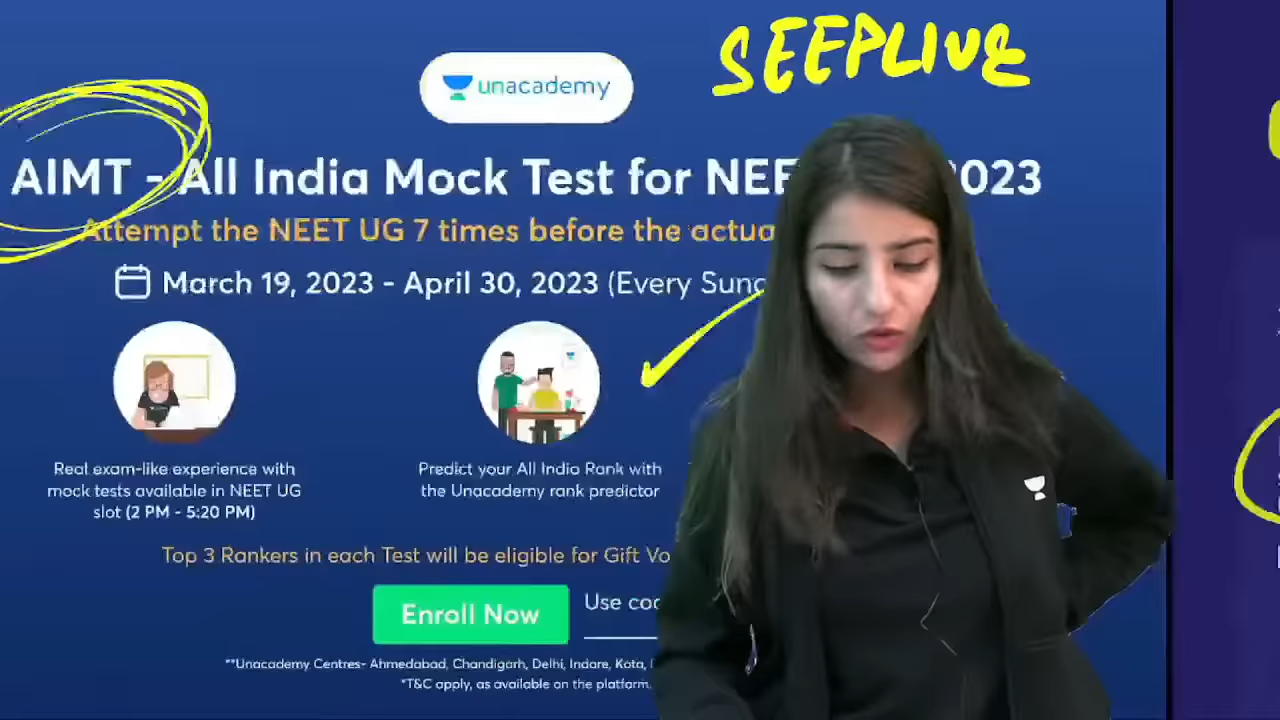 SEEPLIVE
unacademy
AIMT - All India Mock Test for NEE 2023
Attempt the NEET UG 7 times before the actua
March 19, 2023 - April 30, 2023 (Every Sund
Real exam-like experience with
mock tests available in NEET UG
slot (2 PM - 5:20 PM)
Predict your All India Rank with
the Unacademy rank predictor
Top 3 Rankers in each Test will be eligible for Gift Vo
Enroll Now
Use cod
**Unacademy Centres- Ahmedabad, Chandigarh, Delhi, Indore, Kota,
*T&C apply, as available on the platform.